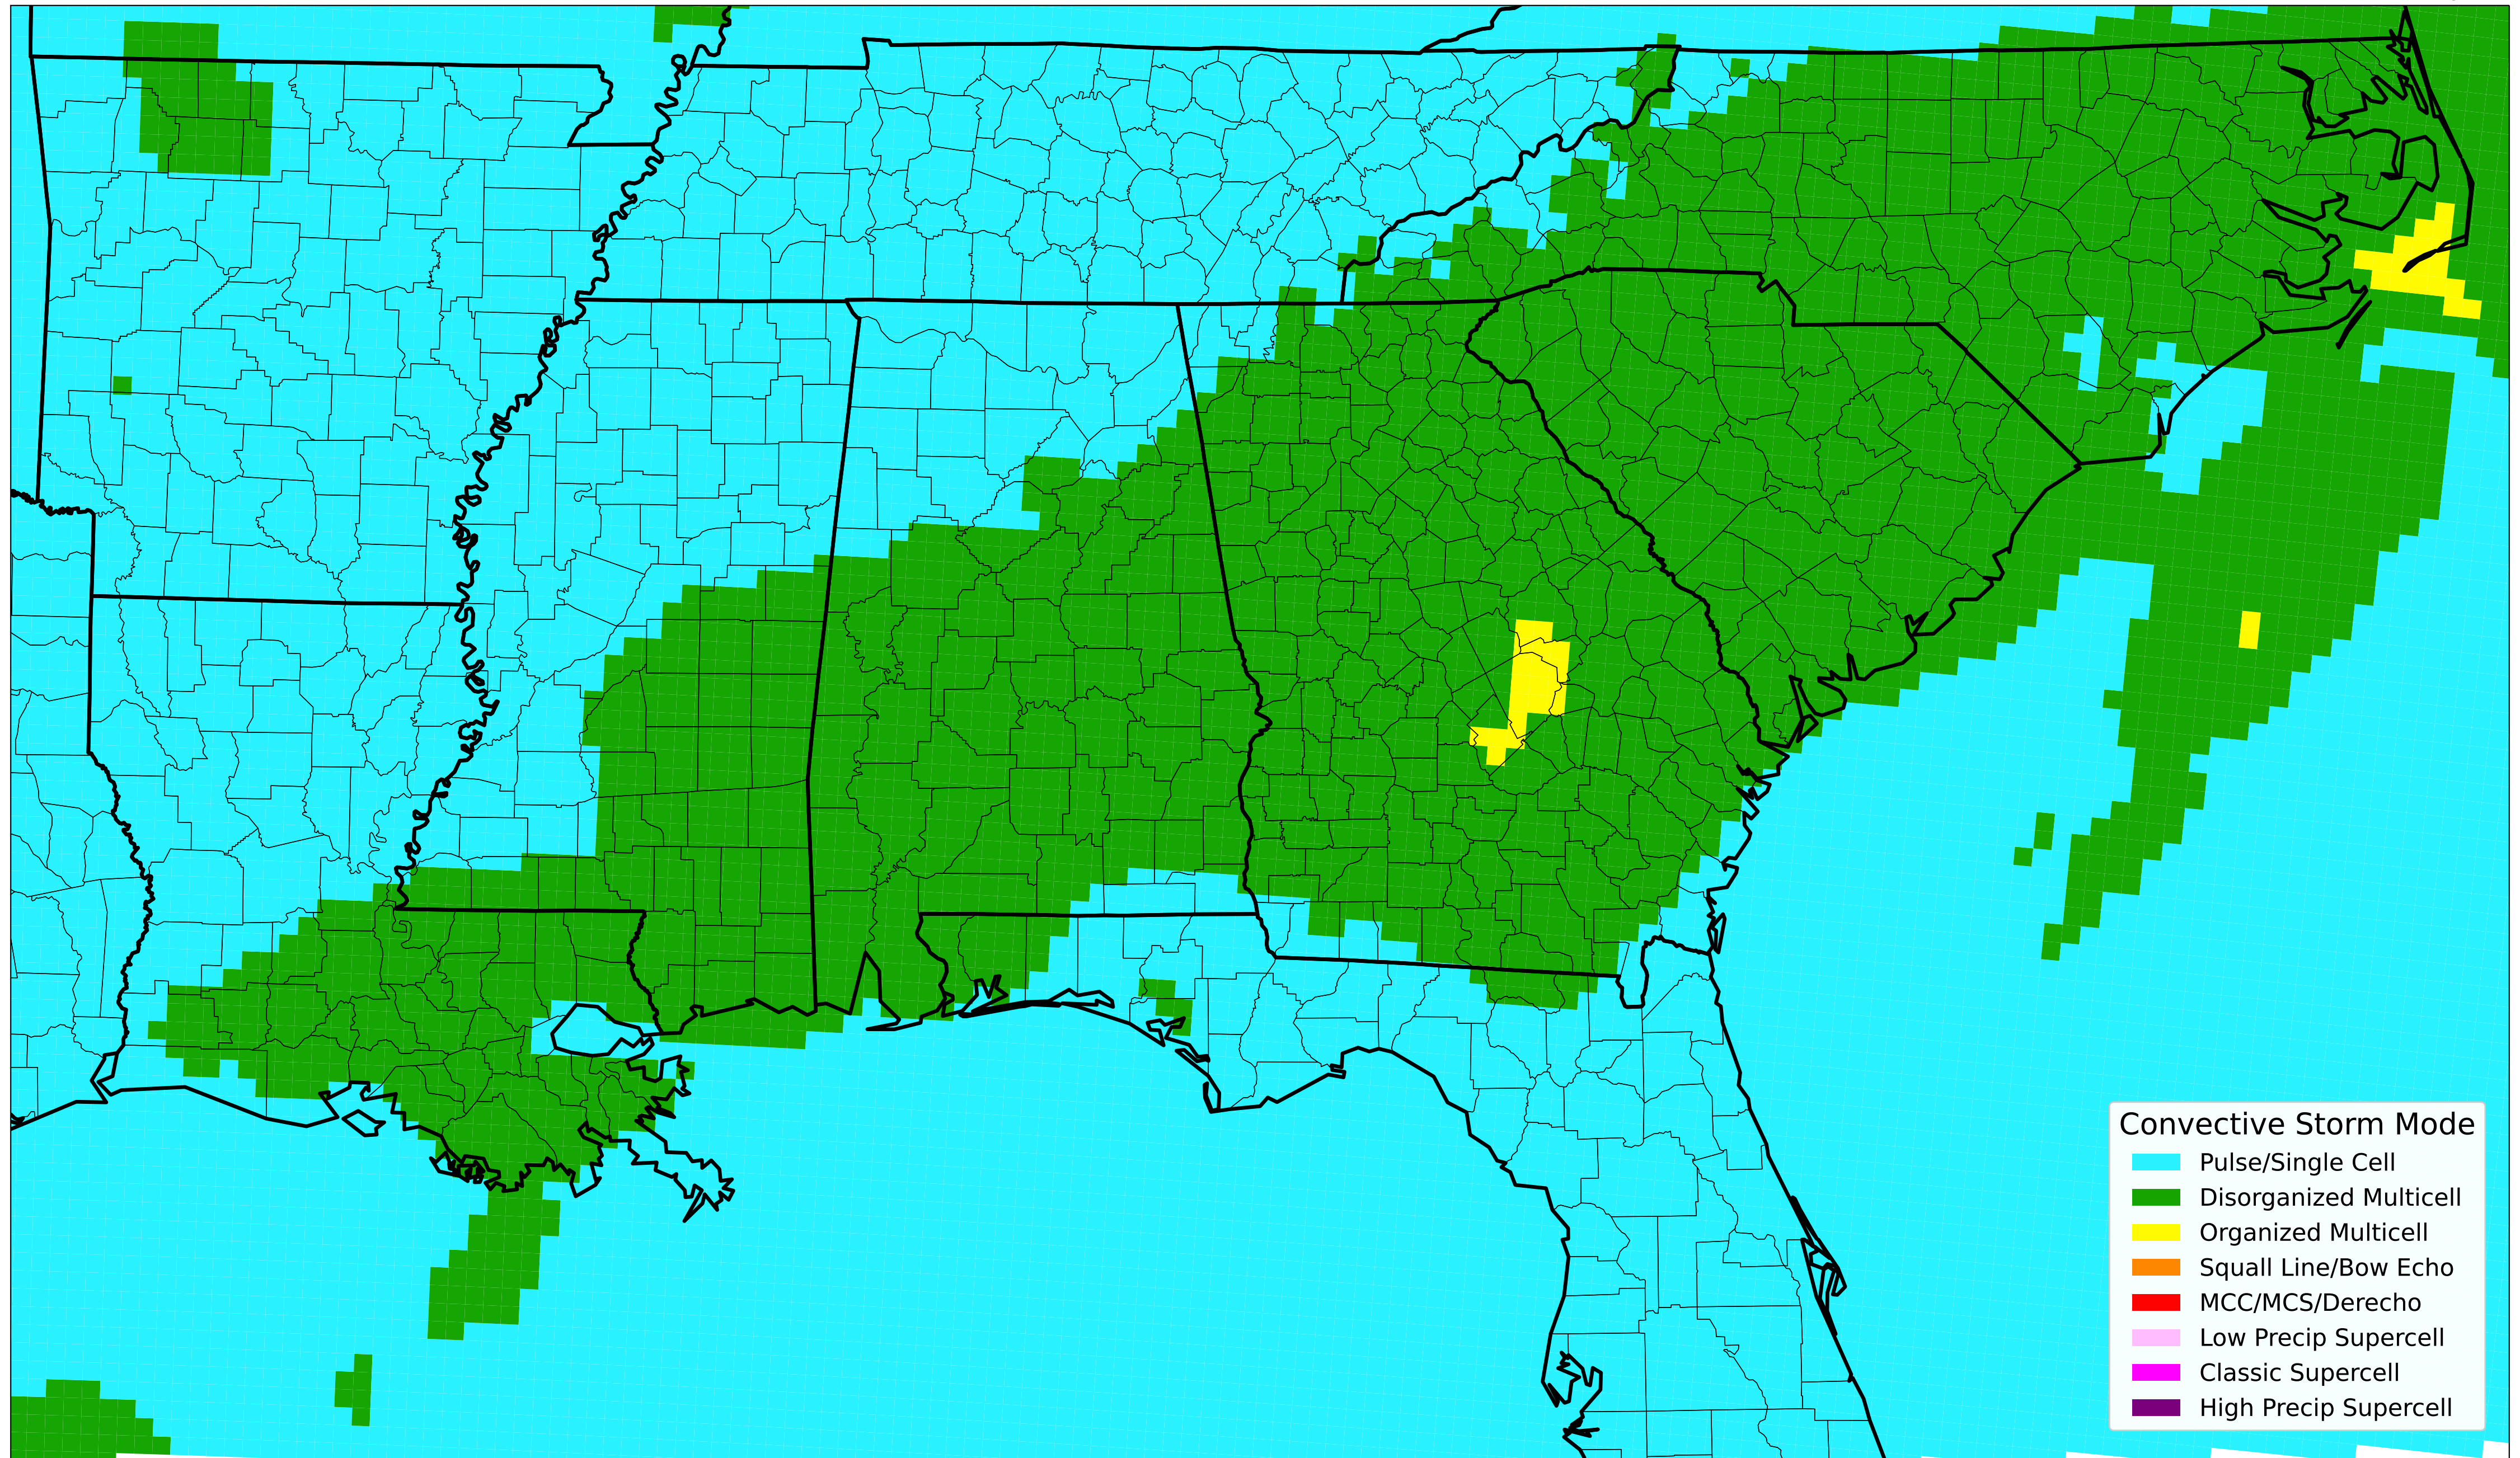 Convective Storm Mode
Pulse/Single Cell
Disorganized Multicell
Organized Multicell
Squall Line/Bow Echo
MCC/MCS/Derecho
Low Precip Supercell
Classic Supercell
High Precip Supercell